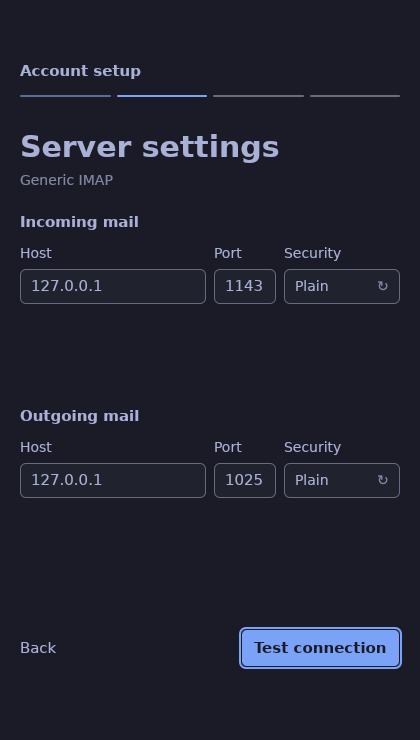 Account setup
Server settings
Generic IMAP
Incoming mail
Host Port Security
127.0.0.1 1143 Plain ↻
Outgoing mail
Host Port Security
127.0.0.1 1025 Plain ↻
Back Test connection